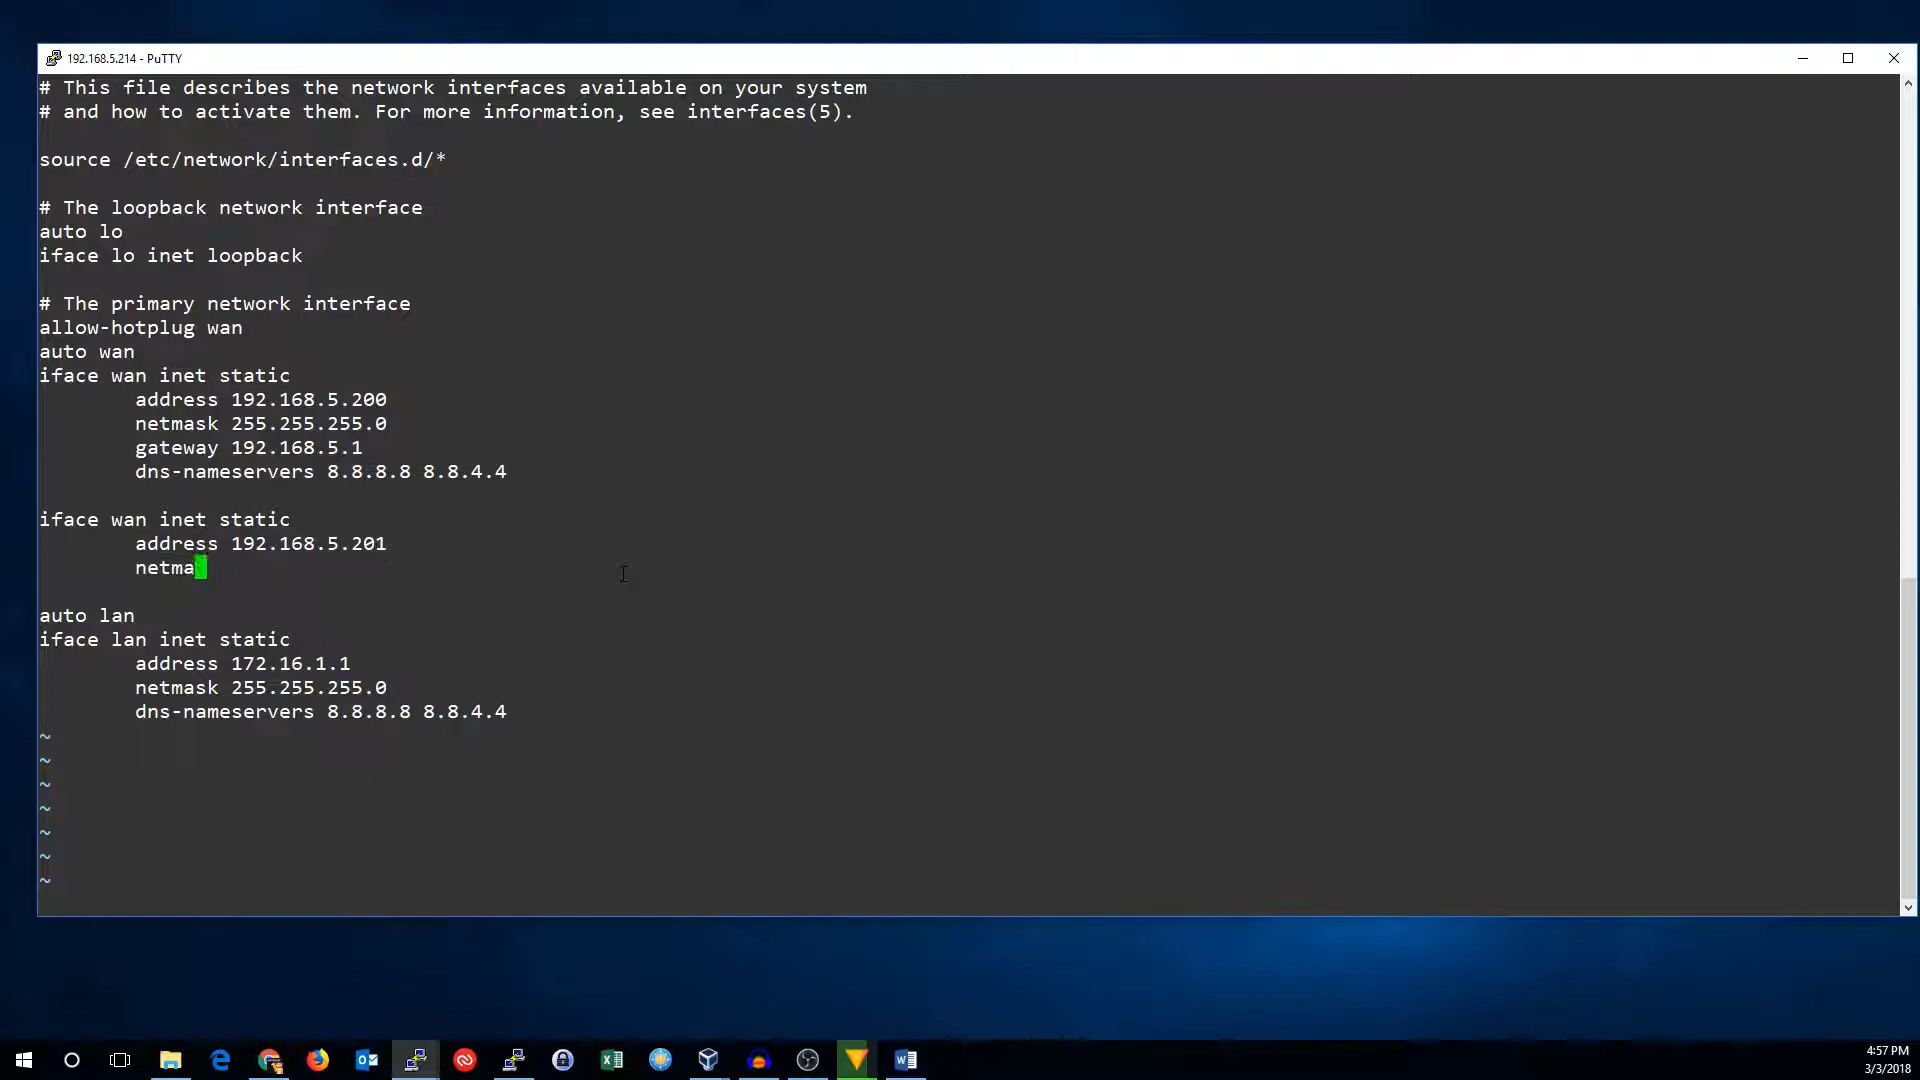 192.168.5.214 - PuTTY
# This file describes the network interfaces available on your system
# and how to activate them. For more information, see interfaces(5).
source /etc/network/interfaces.d/*
# The loopback network interface
auto lo
iface lo inet loopback
# The primary network interface
allow-hotplug wan
auto wan
iface wan inet static
address 192.168.5.200
netmask 255.255.255.0
gateway 192.168.5.1
dns-nameservers 8.8.8.8 8.8.4.4
iface wan inet static
address 192.168.5.201
netma
auto lan
iface lan inet static
address 172.16.1.1
netmask 255.255.255.0
dns-nameservers 8.8.8.8 8.8.4.4
~
~
~
~
~
~
~
4:57 PM
3/3/2018